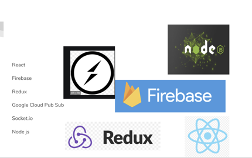 React
Firebase
Redux
Google Cloud Pub Sub
Socket.io
Node js
node
Firebase
Redux